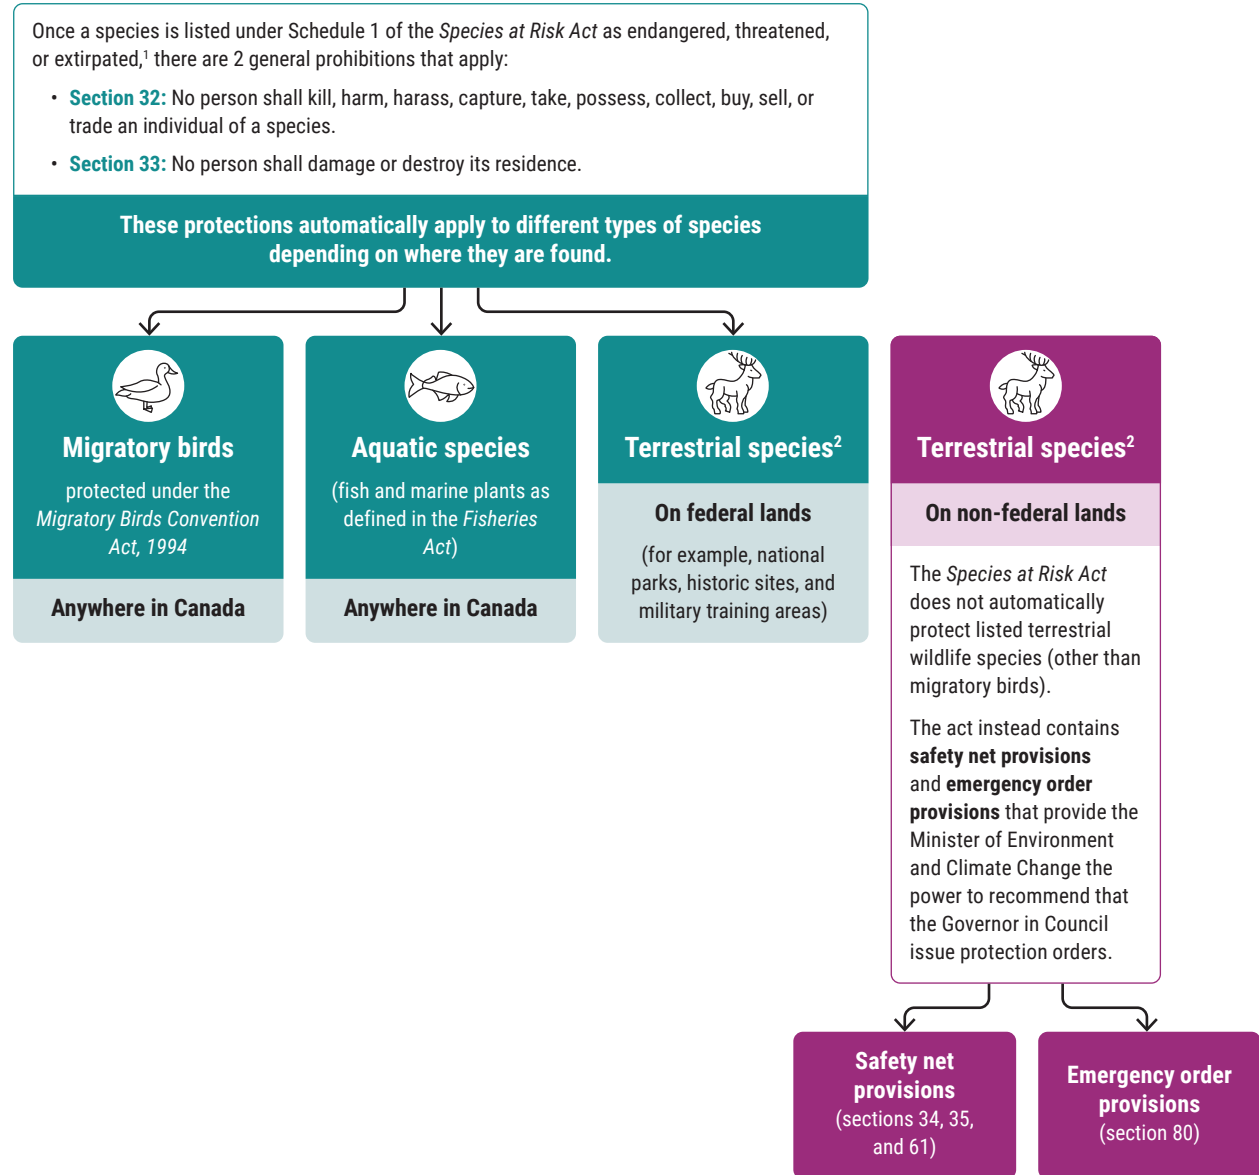 Once a species is listed under Schedule 1 of the Species at Risk Act as endangered, threatened,
or extirpated,¹ there are 2 general prohibitions that apply:
• Section 32: No person shall kill, harm, harass, capture, take, possess, collect, buy, sell, or
trade an individual of a species.
• Section 33: No person shall damage or destroy its residence.
These protections automatically apply to different types of species
depending on where they are found.
Migratory birds
protected under the
Migratory Birds Convention
Act, 1994
Anywhere in Canada
Aquatic species
(fish and marine plants as
defined in the Fisheries
Act)
Anywhere in Canada
Terrestrial species²
On federal lands
(for example, national
parks, historic sites, and
military training areas)
Terrestrial species²
On non-federal lands
The Species at Risk Act
does not automatically
protect listed terrestrial
wildlife species (other than
migratory birds).
The act instead contains
safety net provisions
and emergency order
provisions that provide the
Minister of Environment
and Climate Change the
power to recommend that
the Governor in Council
issue protection orders.
Safety net
provisions
(sections 34, 35,
and 61)
Emergency order
provisions
(section 80)